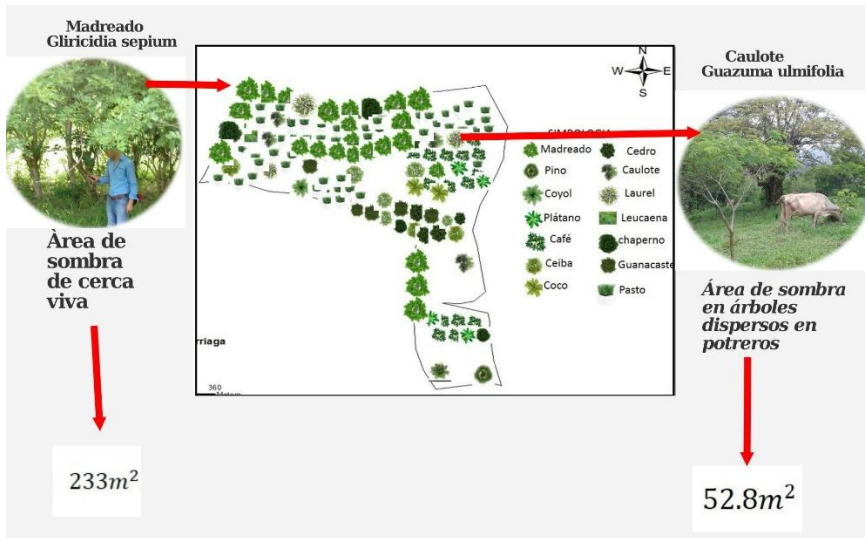 Madreado
Gliricidia sepium
Caulote
Guazuma ulmifolia
N
W E
S
SIMBOLOGIA
Madreado
Cedro
Pino
Caulote
Coyol
Laurel
Plátano
Leucaena
Café
chaperno
Ceiba
Guanacaste
Coco
Pasto
Àrea de
sombra
de cerca
viva
Área de sombra
en árboles
dispersos en
potreros
rriaga
360
233m²
52.8m²